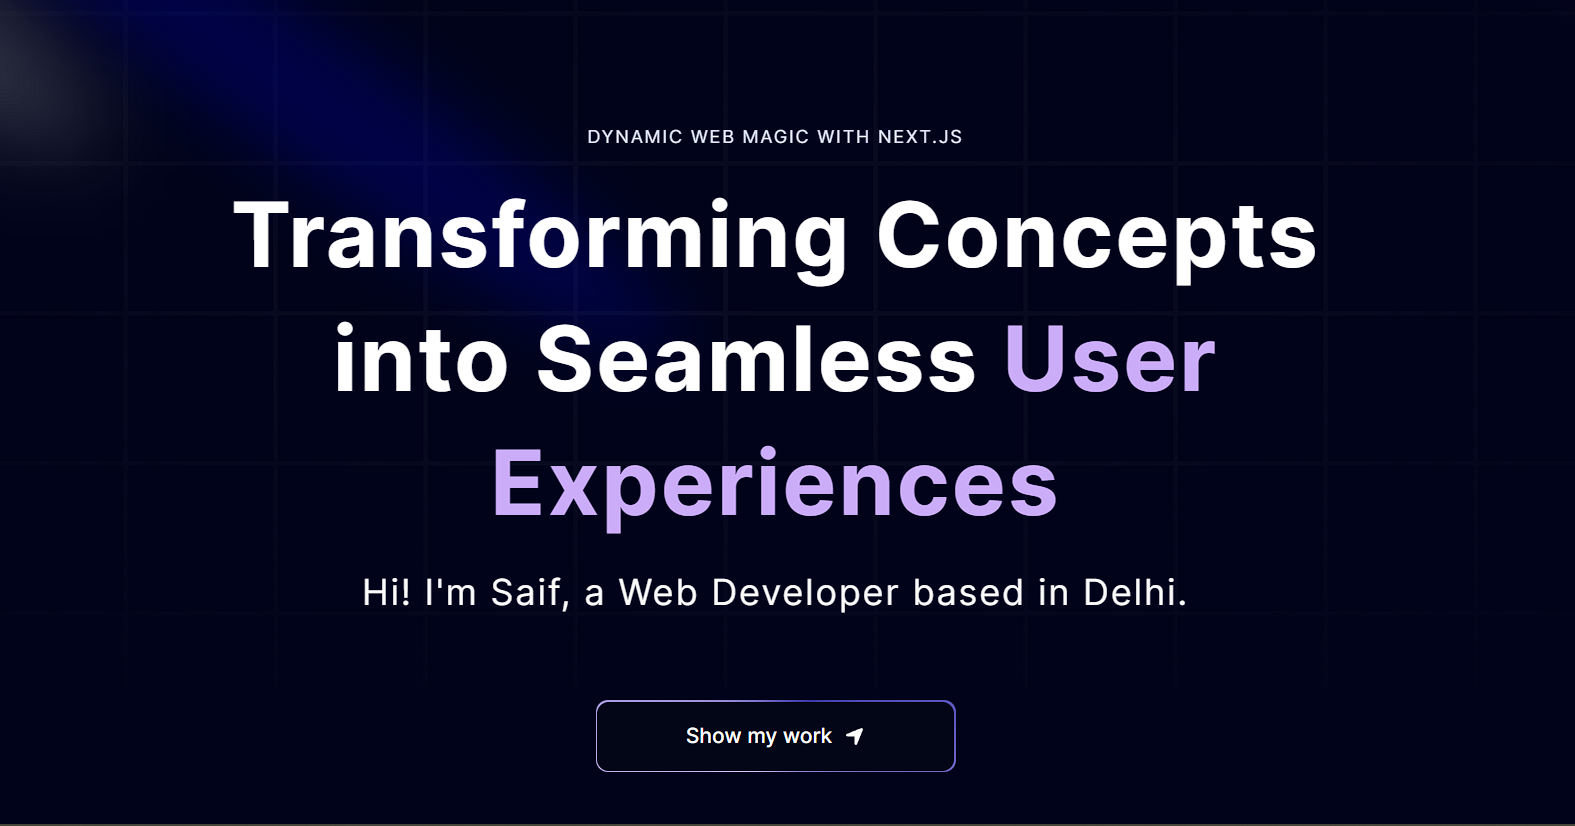 DYNAMIC WEB MAGIC WITH NEXT.JS
Transforming Concepts
into Seamless User
Experiences
Hi! I'm Saif, a Web Developer based in Delhi.
Show my work